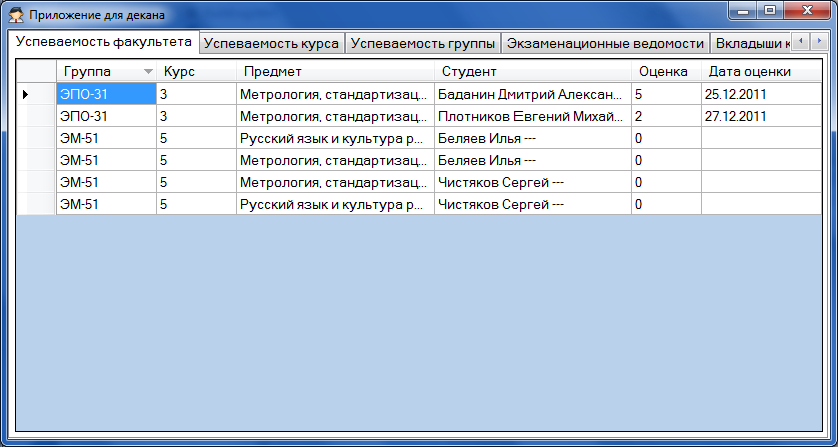 Приложение для декана
Успеваемость факультета Успеваемость курса Успеваемость группы Экзаменационные ведомости Вкладыши к
Группа Курс Предмет Студент Оценка Дата оценки
ЭПО-31 3 Метрология, стандартизац... Баданин Дмитрий Алексан... 5 25.12.2011
ЭПО-31 3 Метрология, стандартизац... Плотников Евгений Михай... 2 27.12.2011
ЭМ-51 5 Русский язык и культура р... Беляев Илья --- 0
ЭМ-51 5 Метрология, стандартизац... Беляев Илья --- 0
ЭМ-51 5 Метрология, стандартизац... Чистяков Сергей --- 0
ЭМ-51 5 Русский язык и культура р... Чистяков Сергей --- 0